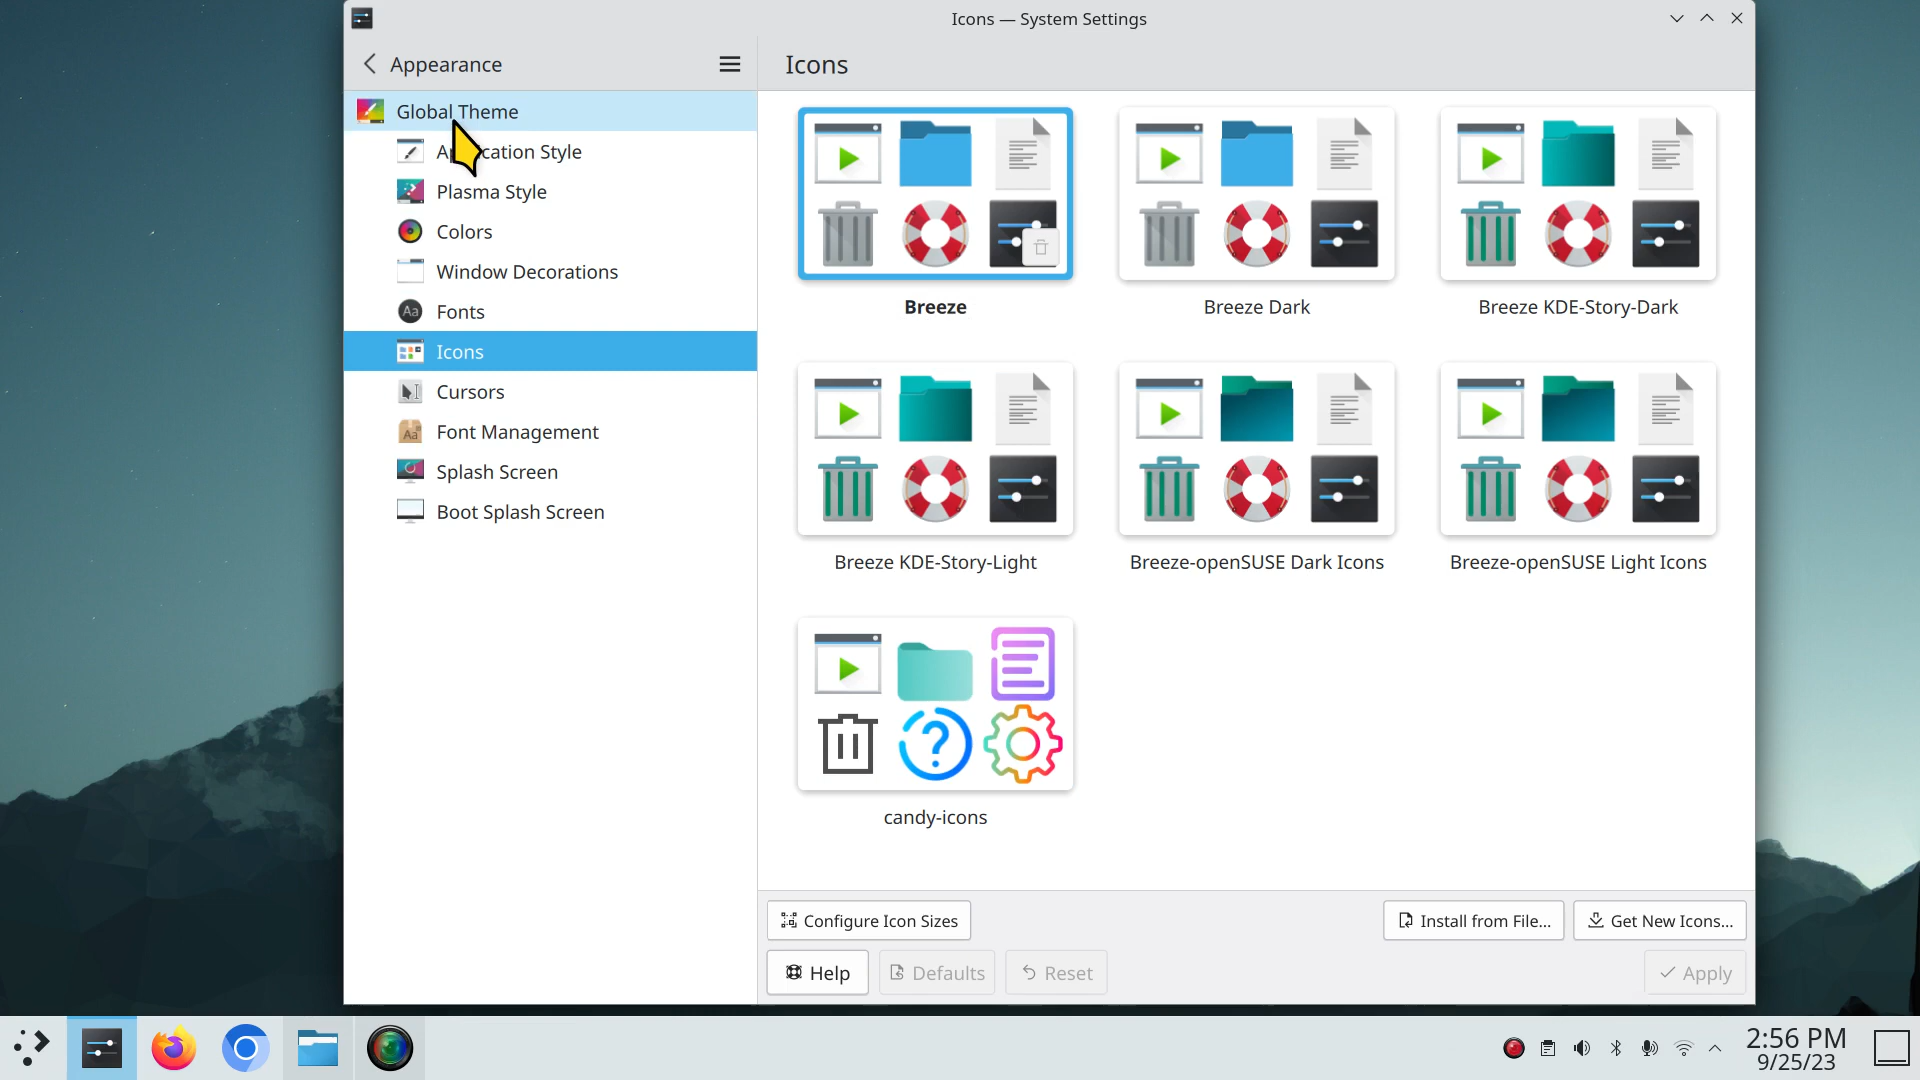 Icons — System Settings
Appearance
Icons
Global Theme
Application Style
Plasma Style
Colors
Window Decorations
Aa Fonts
Icons
Cursors
Aa Font Management
Splash Screen
Boot Splash Screen
Breeze
Breeze Dark
Breeze KDE-Story-Dark
Breeze KDE-Story-Light
Breeze-openSUSE Dark Icons
Breeze-openSUSE Light Icons
candy-icons
Configure Icon Sizes
Install from File...
Get New Icons...
Help
Defaults
Reset
Apply
2:56 PM
9/25/23